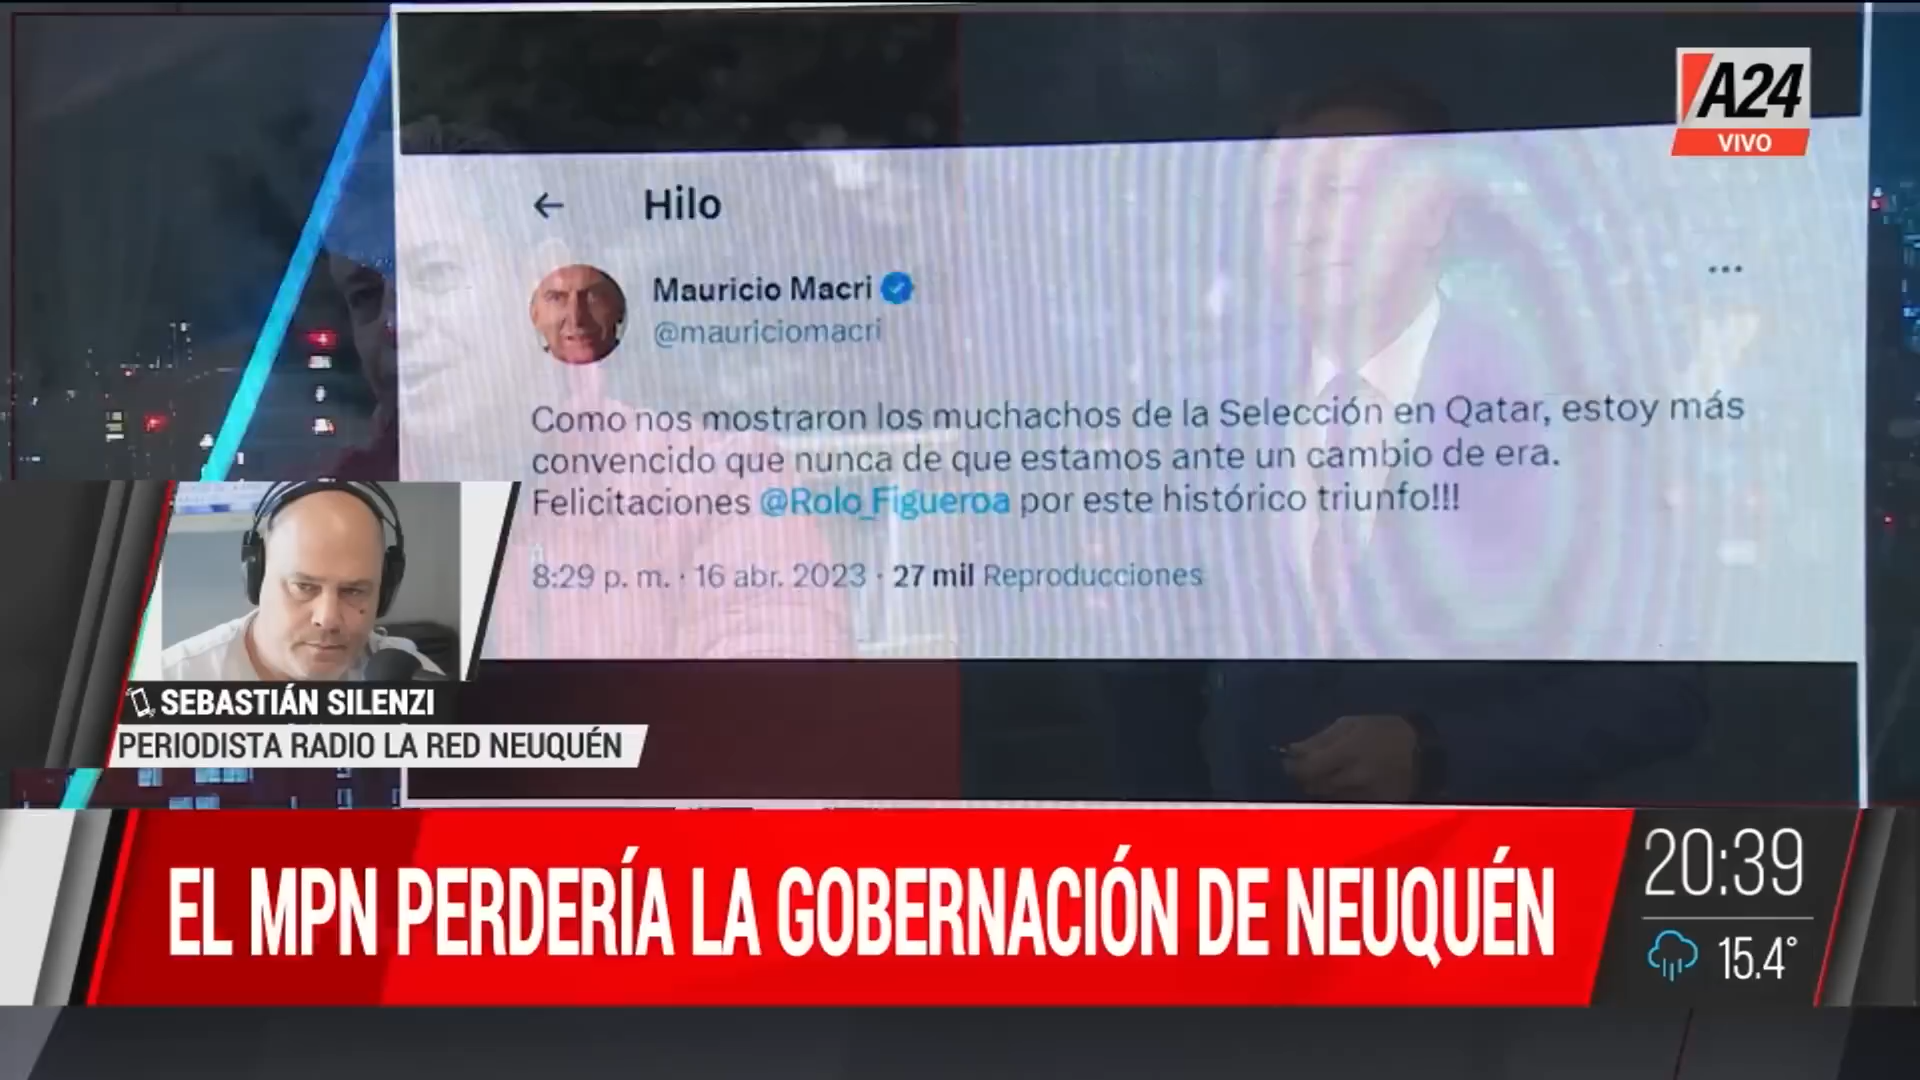 A24
VIVO
Hilo
Mauricio Macri
@mauriciomacri
Como nos mostraron los muchachos de la Selección en Qatar, estoy más
convencido que nunca de que estamos ante un cambio de era.
Felicitaciones @Rolo_Figueroa por este histórico triunfo!!!
8:29 p. m. · 16 abr. 2023 · 27 mil Reproducciones
SEBASTIÁN SILENZI
PERIODISTA RADIO LA RED NEUQUÉN
EL MPN PERDERÍA LA GOBERNACIÓN DE NEUQUÉN
20:39
15.4°